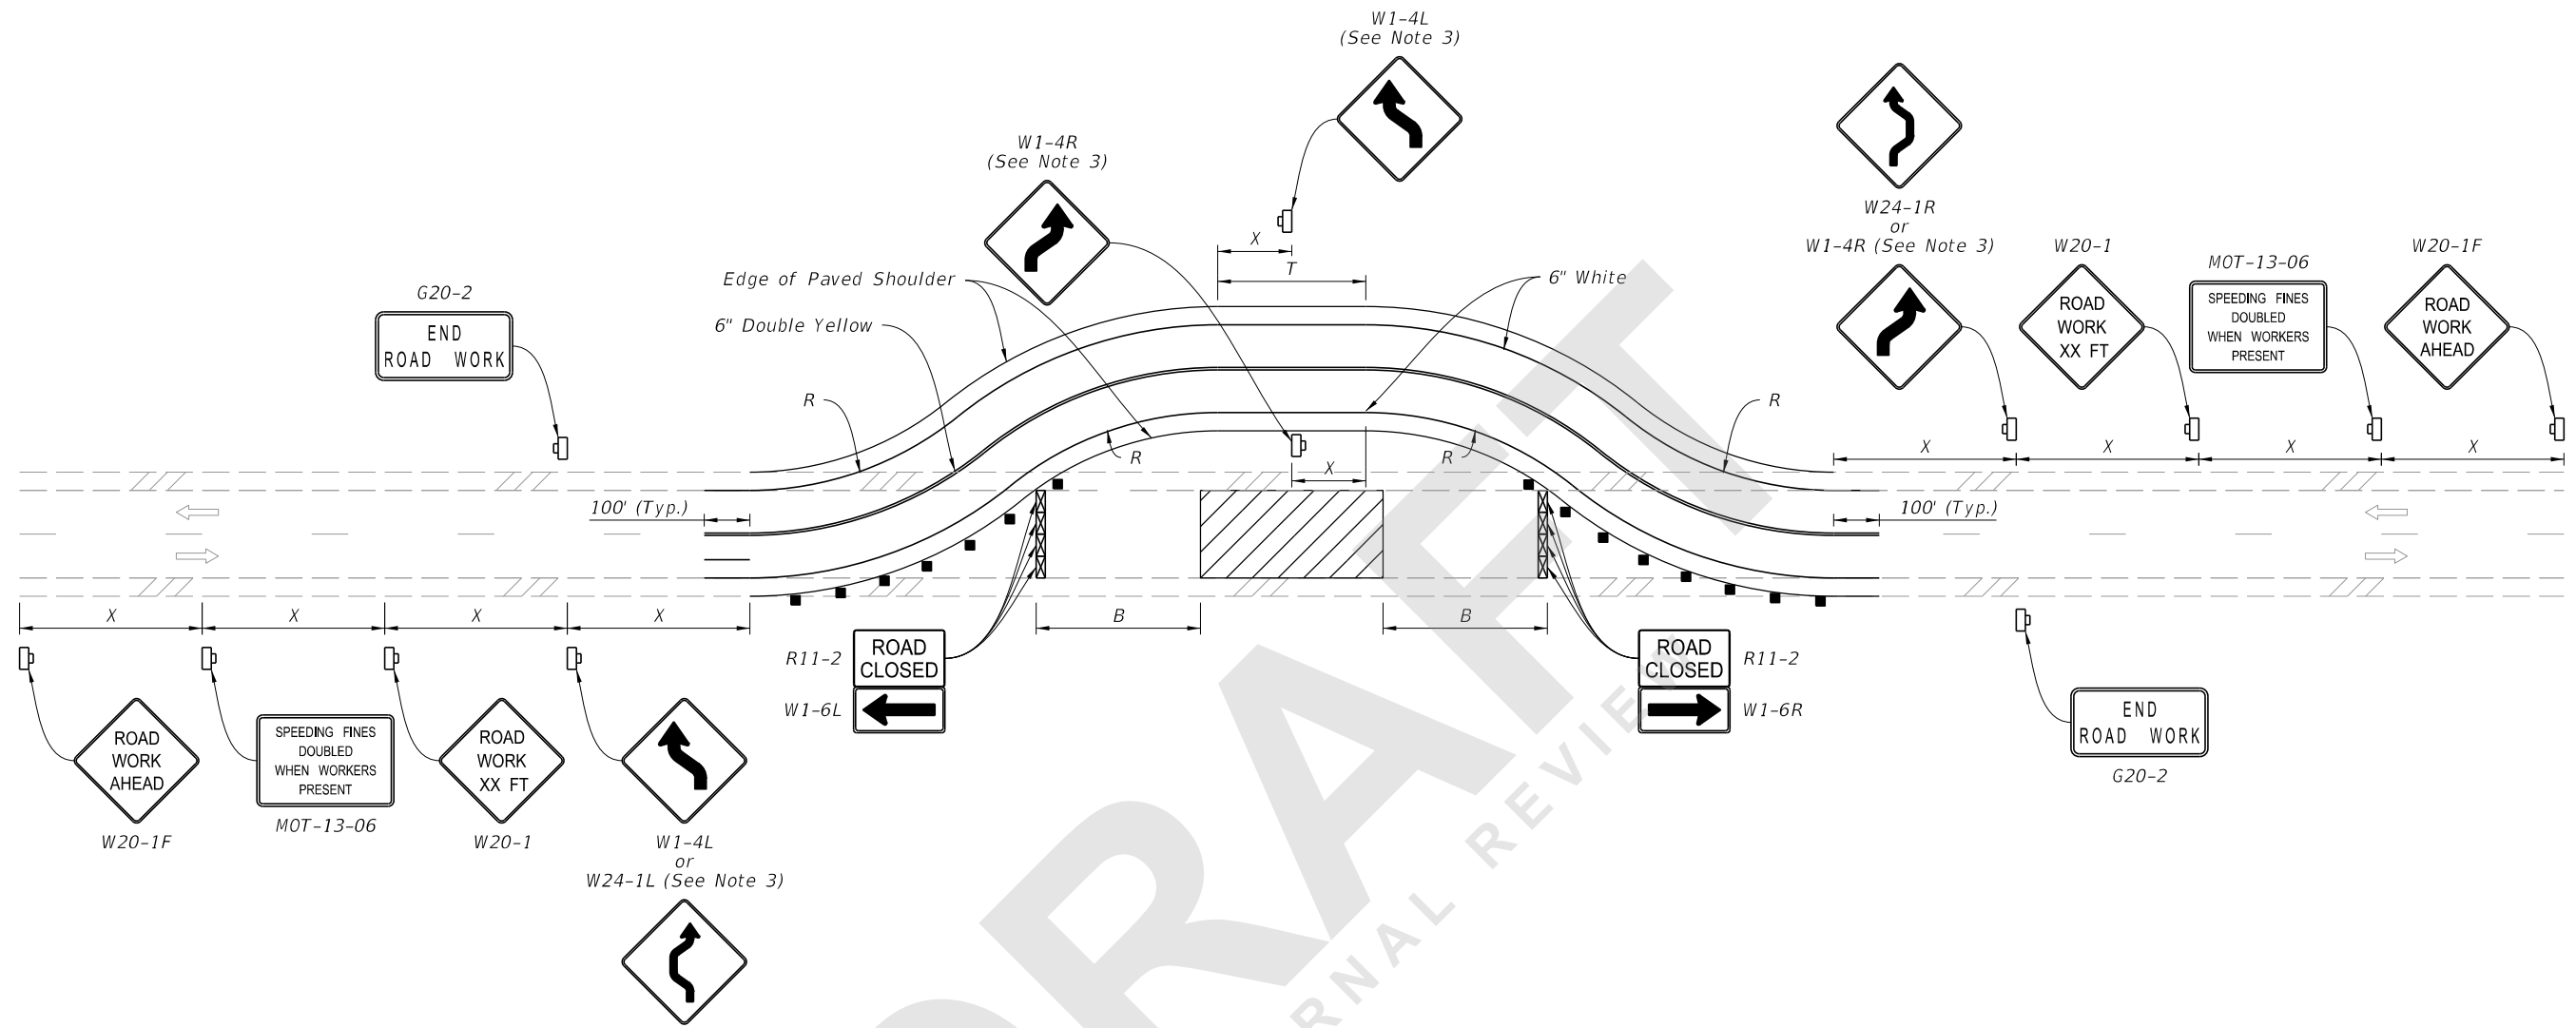 W1-4L
(See Note 3)
W1-4R
(See Note 3)
X
T
W24-1R
or
W1-4R (See Note 3)
W20-1
MOT-13-06
W20-1F
G20-2
END
ROAD WORK
Edge of Paved Shoulder
6" Double Yellow
6" White
ROAD
WORK
XX FT
SPEEDING FINES
DOUBLED
WHEN WORKERS
PRESENT
ROAD
WORK
AHEAD
R
R
R
R
X
X
X
X
X
100' (Typ.)
100' (Typ.)
X
X
X
X
B
B
R11-2
ROAD
CLOSED
W1-6L
ROAD
CLOSED
R11-2
W1-6R
ROAD
WORK
AHEAD
W20-1F
SPEEDING FINES
DOUBLED
WHEN WORKERS
PRESENT
MOT-13-06
ROAD
WORK
XX FT
W20-1
W1-4L
or
W24-1L (See Note 3)
END
ROAD WORK
G20-2
DRAFT
RNAL REVIEW